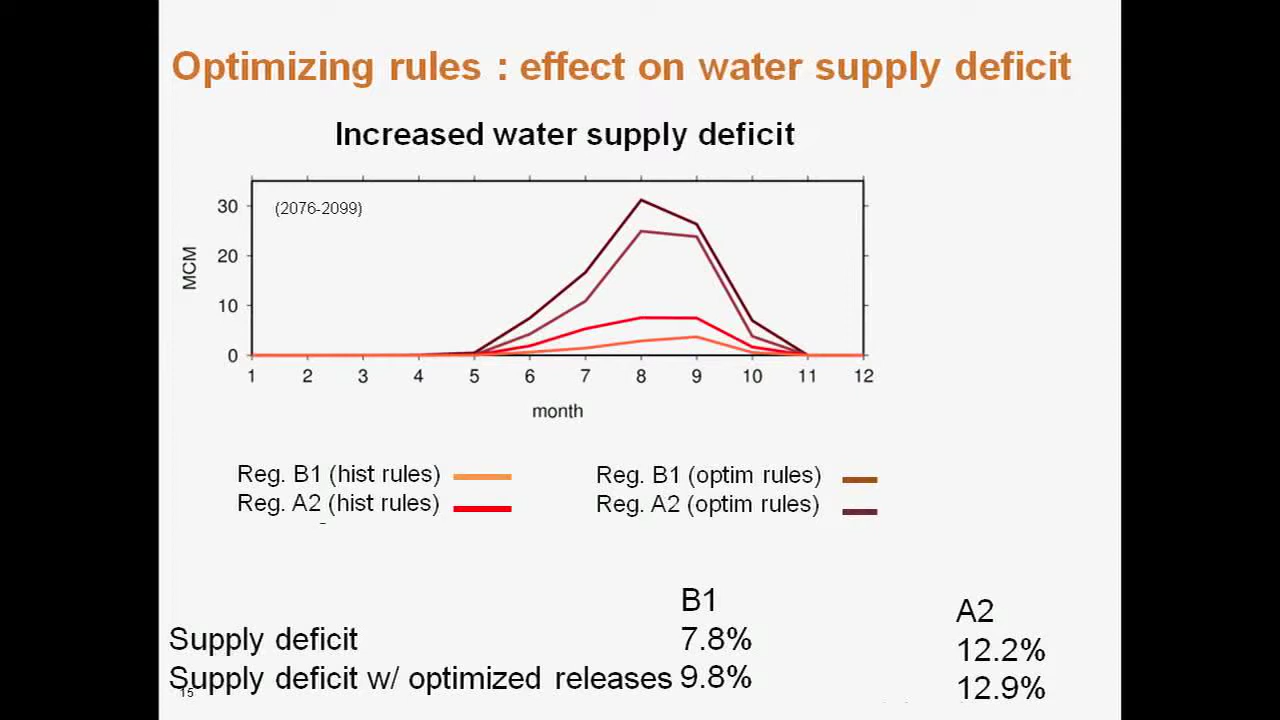 Optimizing rules : effect on water supply deficit
Increased water supply deficit
(2076-2099)
30
20
10
0
MCM
1 2 3 4 5 6 7 8 9 10 11 12
month
Reg. B1 (hist rules)
Reg. A2 (hist rules)
Reg. B1 (optim rules)
Reg. A2 (optim rules)
B1 A2
Supply deficit 7.8% 12.2%
Supply deficit w/ optimized releases 9.8% 12.9%
15